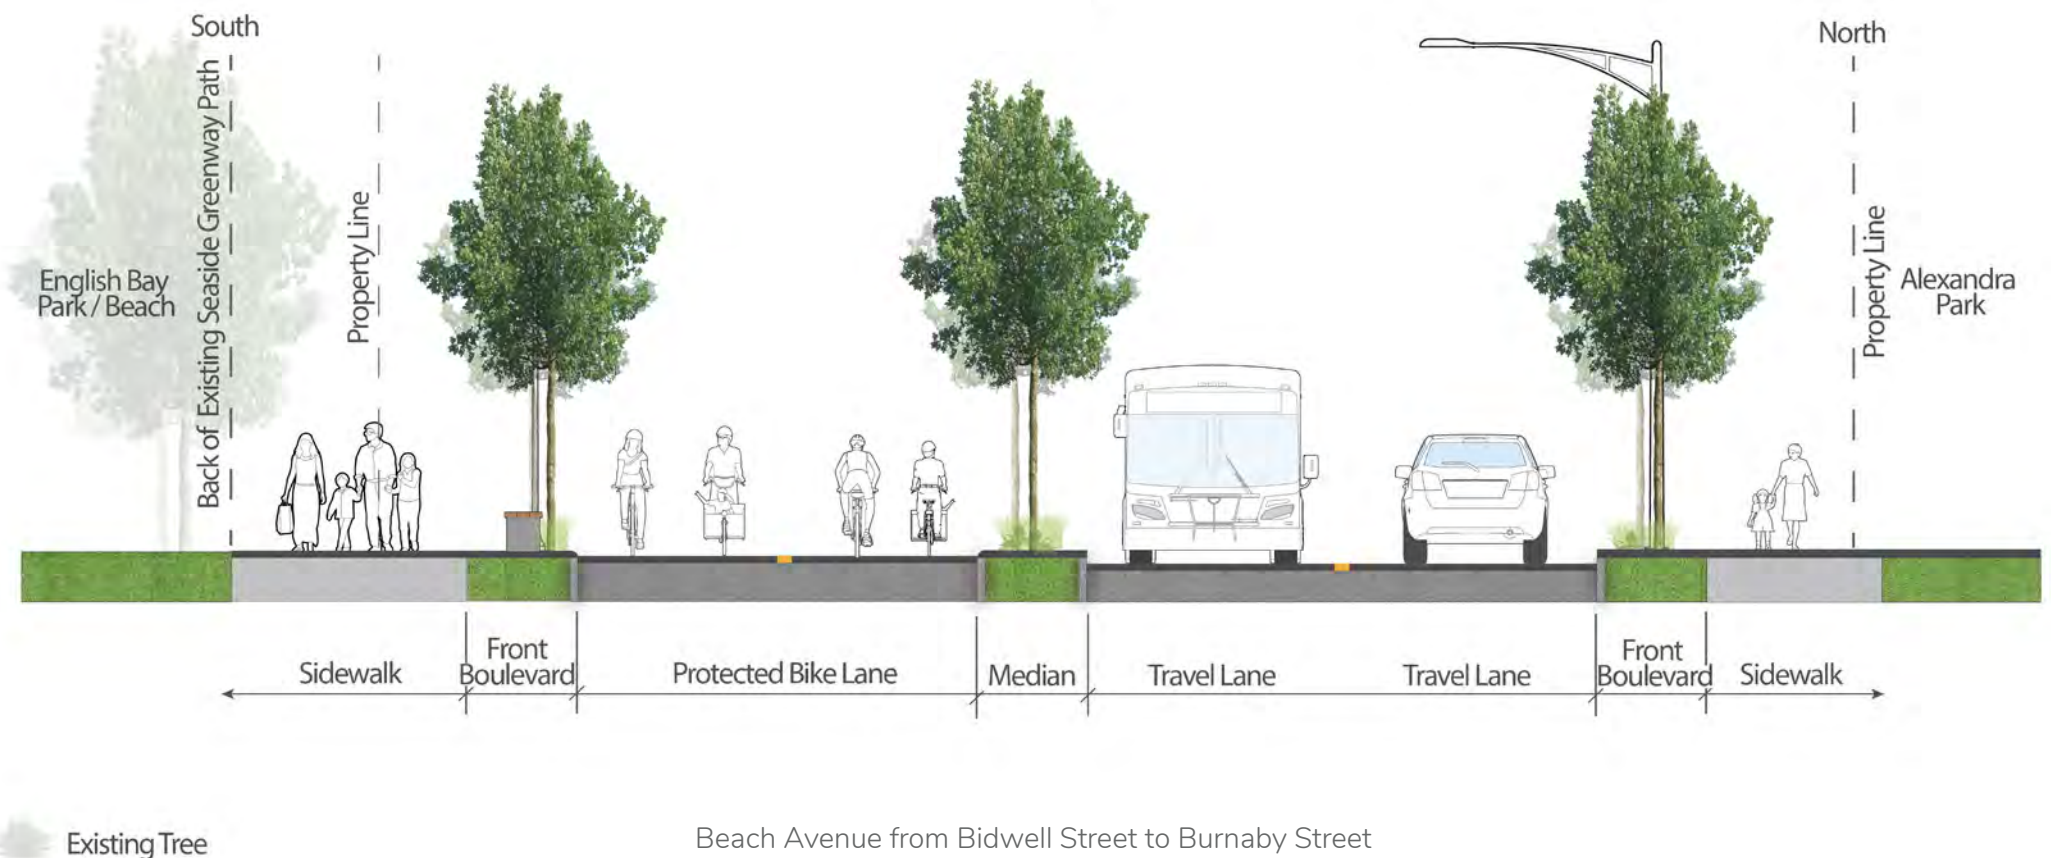 South
North
Back of Existing Seaside Greenway Path
Property Line
Property Line
English Bay
Park / Beach
Alexandra
Park
Sidewalk
Front
Boulevard
Protected Bike Lane
Median
Travel Lane
Travel Lane
Front
Boulevard
Sidewalk
Existing Tree
Beach Avenue from Bidwell Street to Burnaby Street